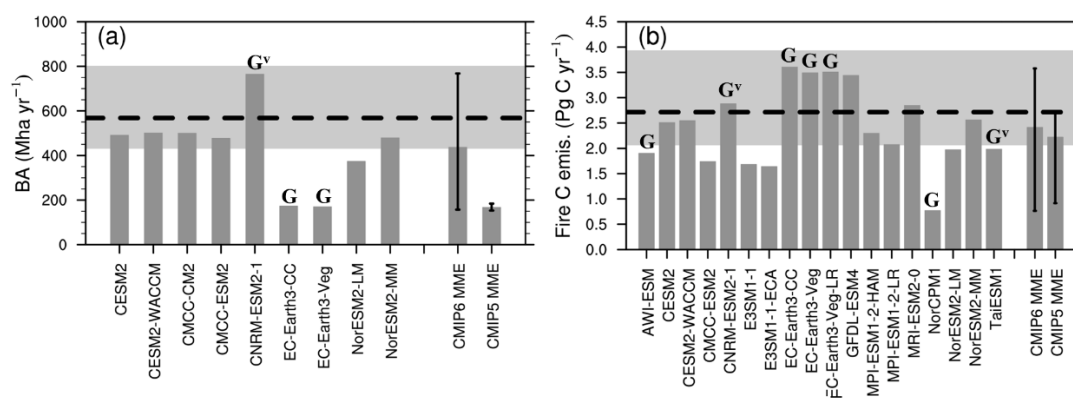 (a)
BA (Mha yr⁻¹)
1000
800
600
400
200
0
Gᵛ
G
G
CESM2
CESM2-WACCM
CMCC-CM2
CMCC-ESM2
CNRM-ESM2-1
EC-Earth3-CC
EC-Earth3-Veg
NorESM2-LM
NorESM2-MM
CMIP6 MME
CMIP5 MME
(b)
Fire C emis. (Pg C yr⁻¹)
4.5
4.0
3.5
3.0
2.5
2.0
1.5
1.0
0.5
0.0
G
Gᵛ
G
G
G
G
Gᵛ
AWI-ESM
CESM2
CESM2-WACCM
CMCC-ESM2
CNRM-ESM2-1
E3SM1-1
E3SM1-1-ECA
EC-Earth3-CC
EC-Earth3-Veg
EC-Earth3-Veg-LR
GFDL-ESM4
MPI-ESM1-2-HAM
MPI-ESM1-2-LR
MRI-ESM2-0
NorCPM1
NorESM2-LM
NorESM2-MM
TaiESM1
CMIP6 MME
CMIP5 MME